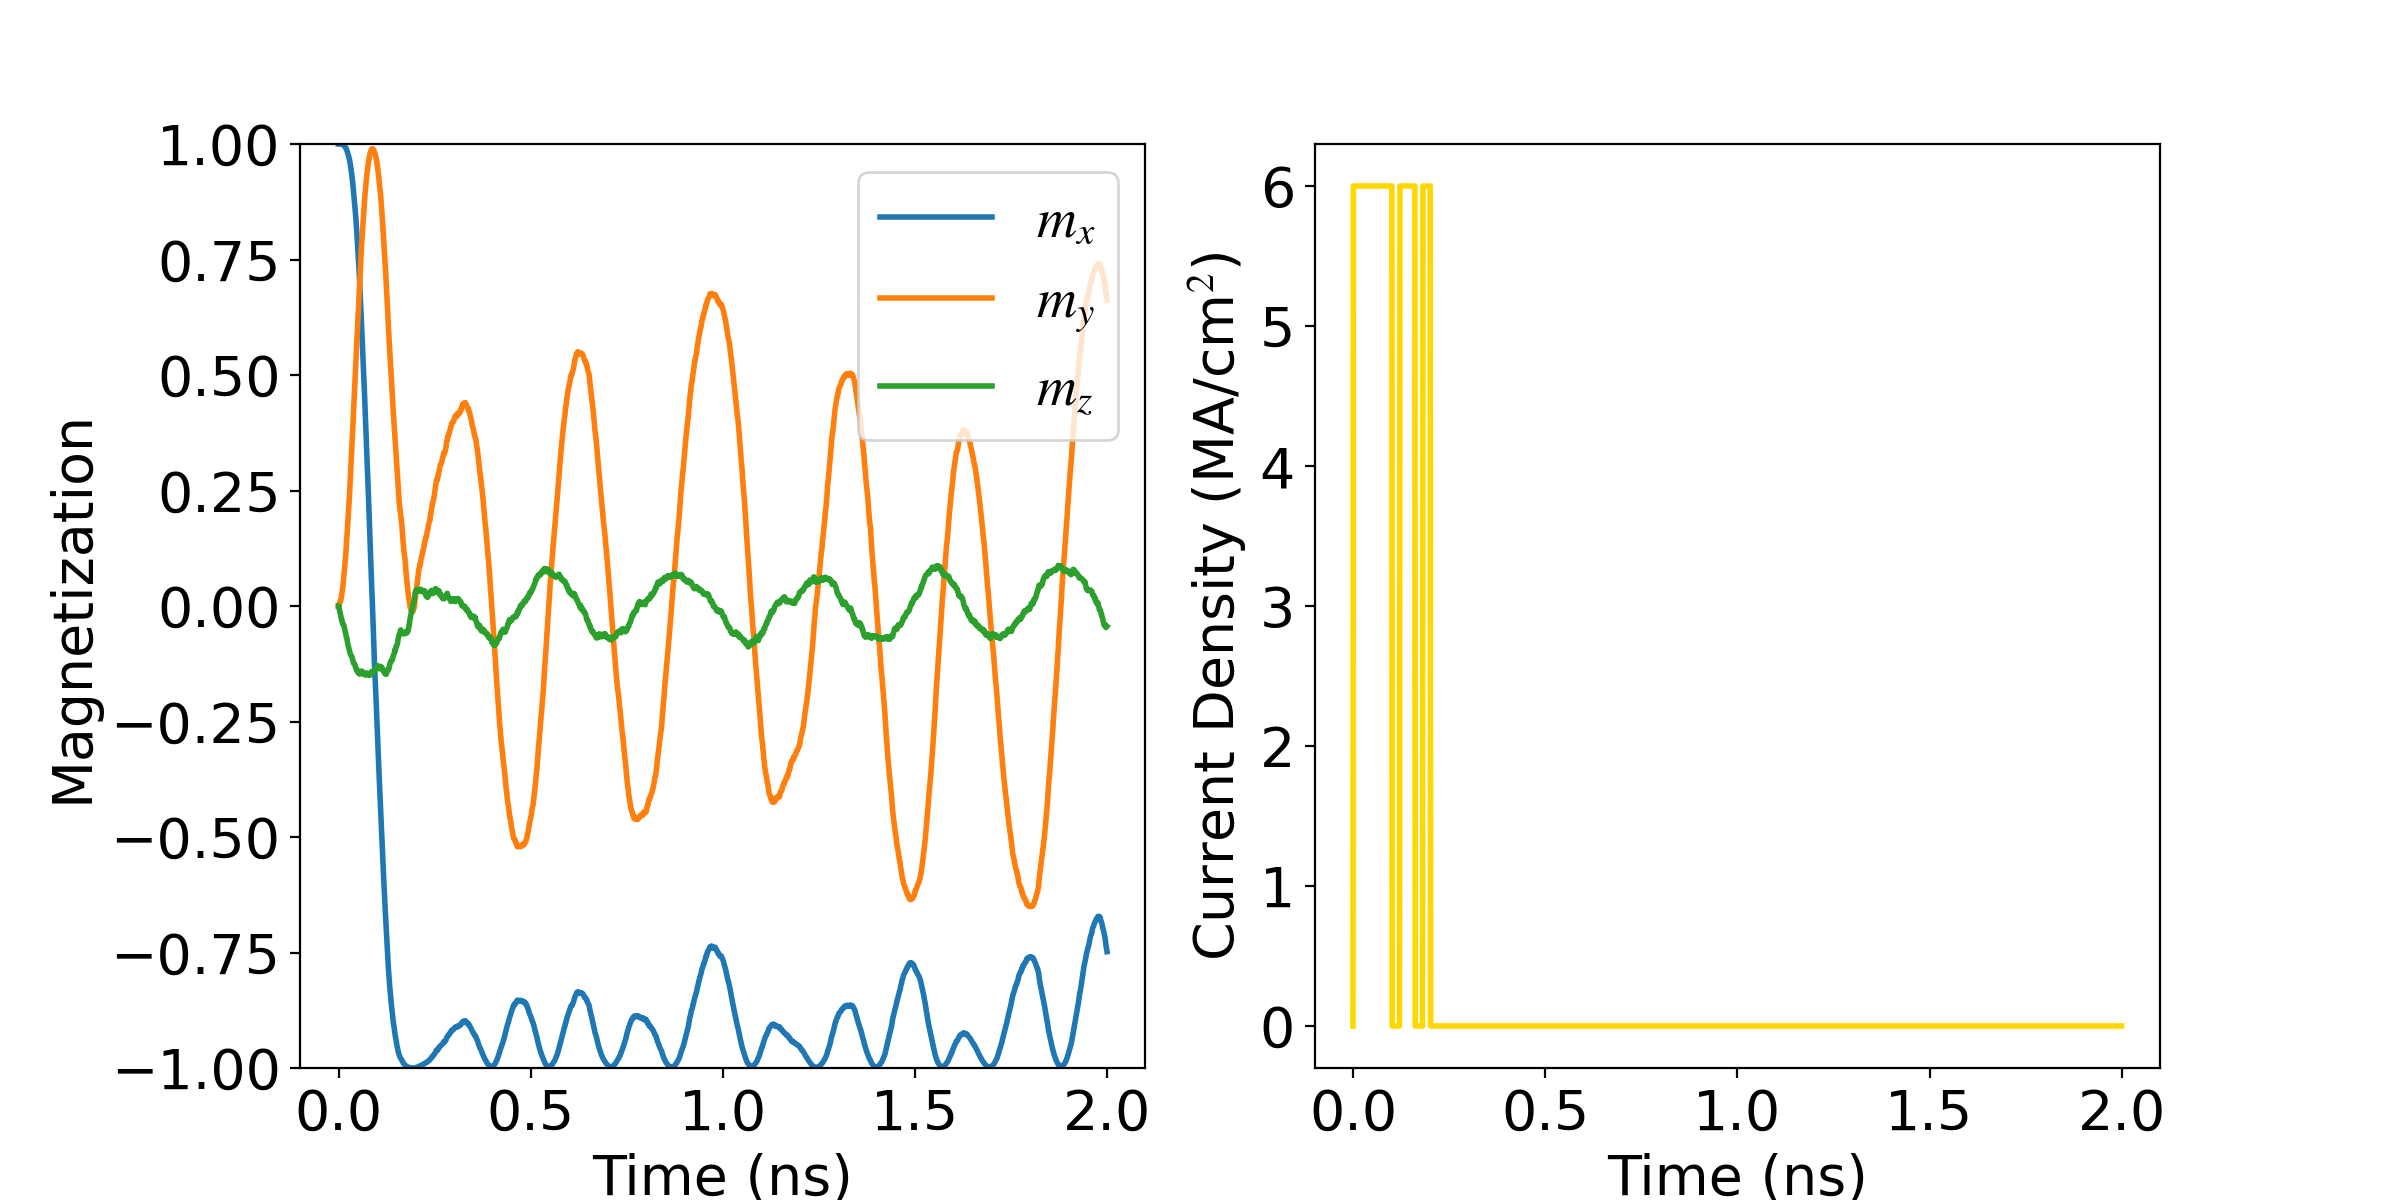 1.00
0.75
0.50
0.25
0.00
−0.25
−0.50
−0.75
−1.00
Magnetization
0.0 0.5 1.0 1.5 2.0
Time (ns)
m_x
m_y
m_z
6
5
4
3
2
1
0
Current Density (MA/cm²)
0.0 0.5 1.0 1.5 2.0
Time (ns)